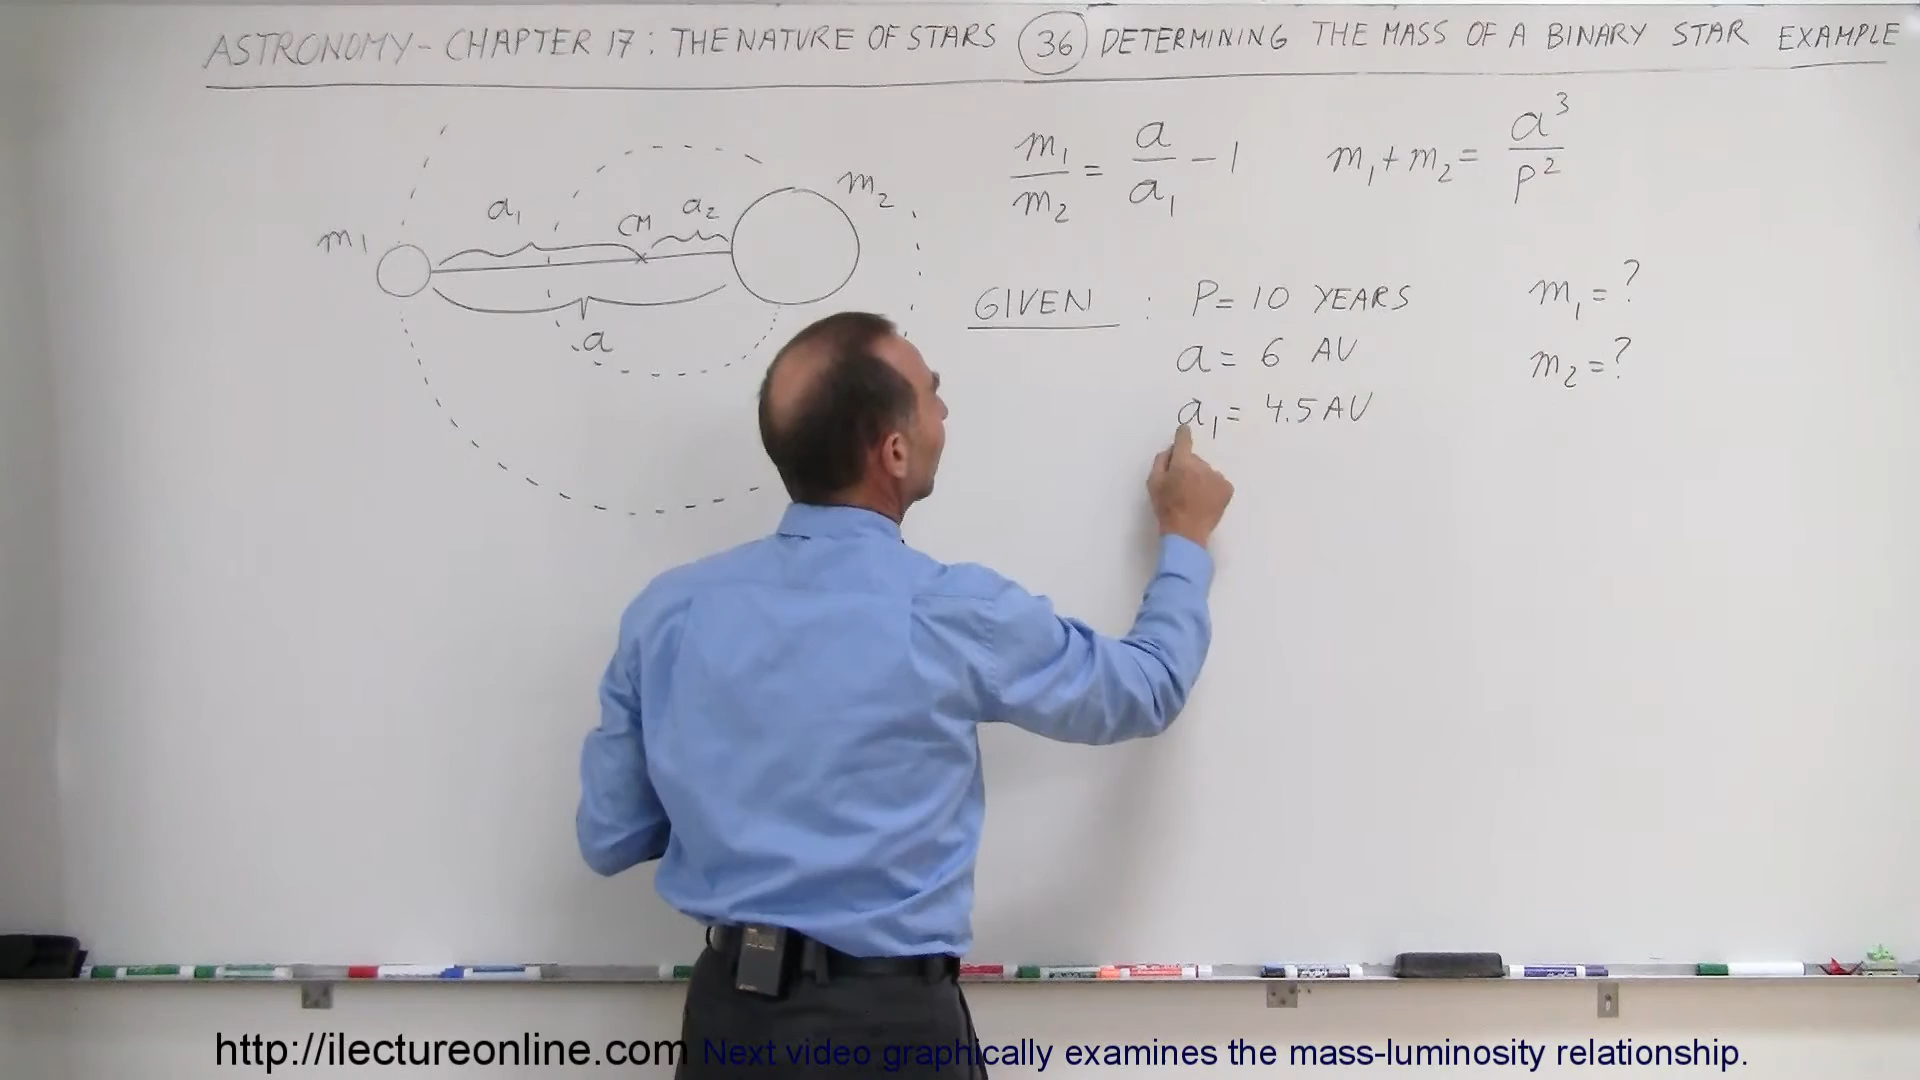 ASTRONOMY - CHAPTER 17: THE NATURE OF STARS 36 DETERMINING THE MASS OF A BINARY STAR EXAMPLE
m1/m2 = a/a1 - 1
m1 + m2 = a³/P²
m1
a1
CM
a2
m2
a
GIVEN : P= 10 YEARS
a = 6 AU
a1 = 4.5 AU
m1 = ?
m2 = ?
http://ilectureonline.com Next video graphically examines the mass-luminosity relationship.